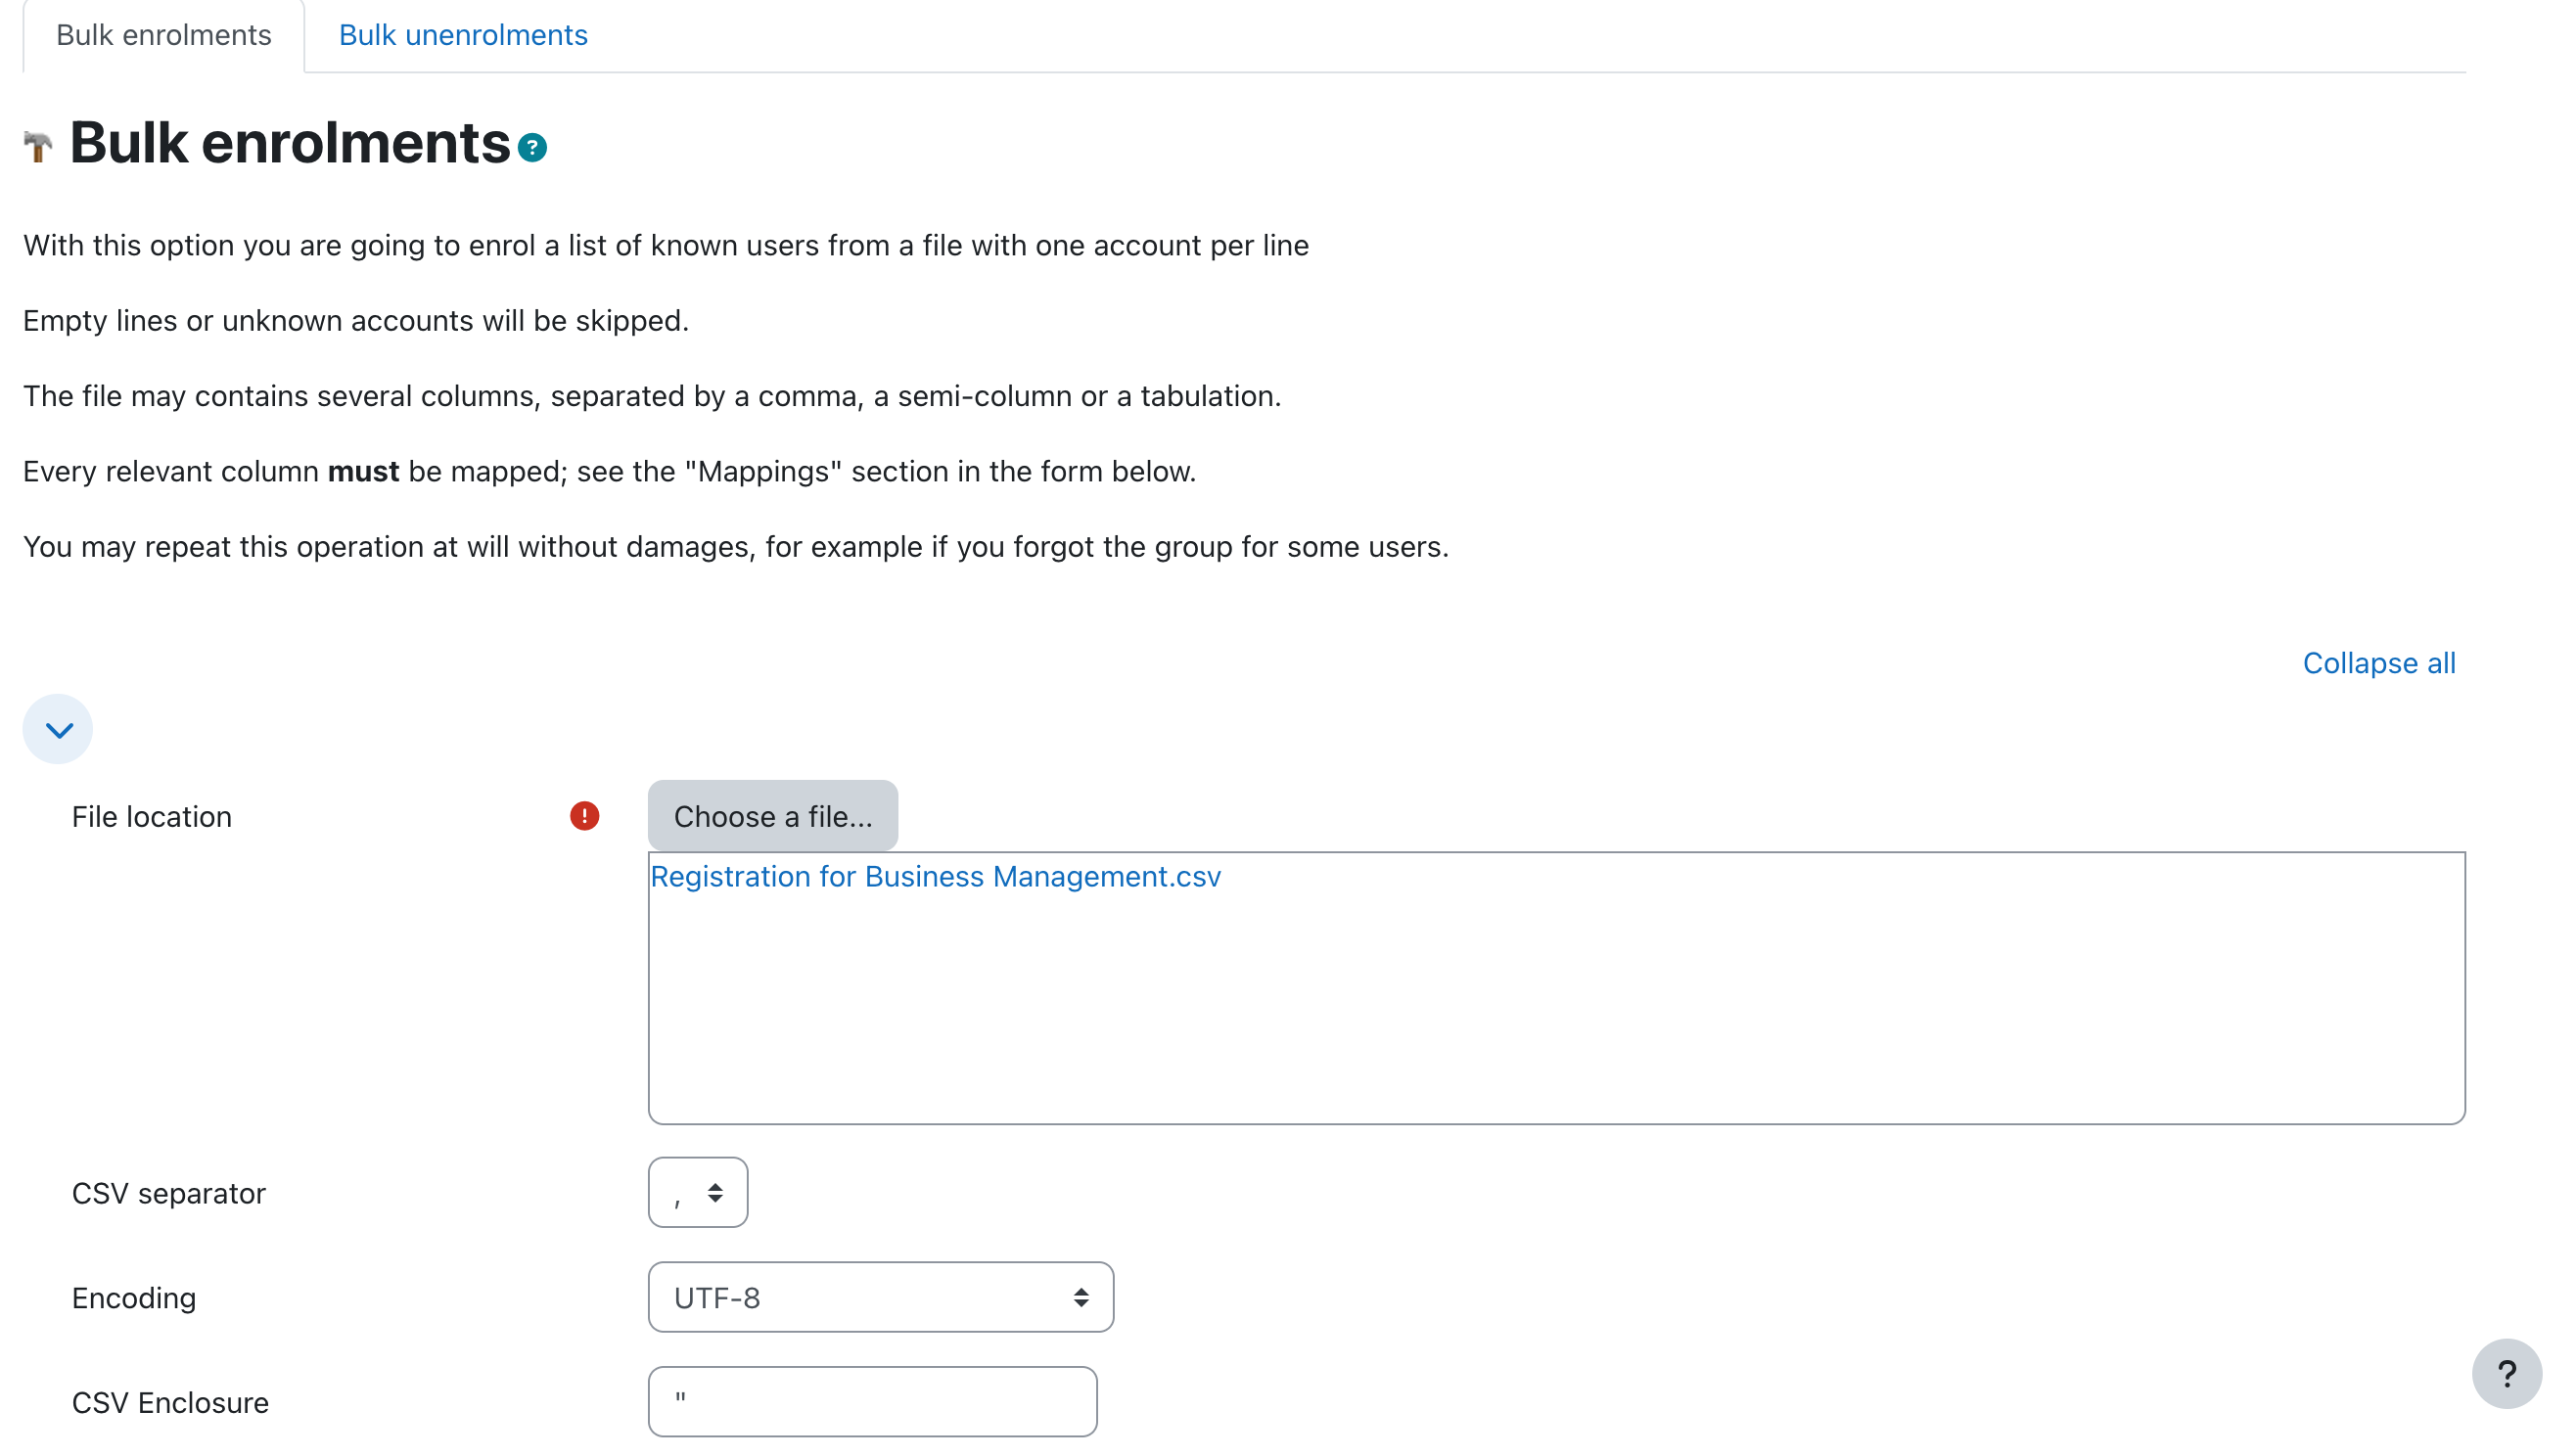 Bulk enrolments
Bulk unenrolments
Bulk enrolments ?
With this option you are going to enrol a list of known users from a file with one account per line
Empty lines or unknown accounts will be skipped.
The file may contains several columns, separated by a comma, a semi-column or a tabulation.
Every relevant column must be mapped; see the "Mappings" section in the form below.
You may repeat this operation at will without damages, for example if you forgot the group for some users.
Collapse all
File location ! Choose a file...
Registration for Business Management.csv
CSV separator ,
Encoding UTF-8
CSV Enclosure "
?